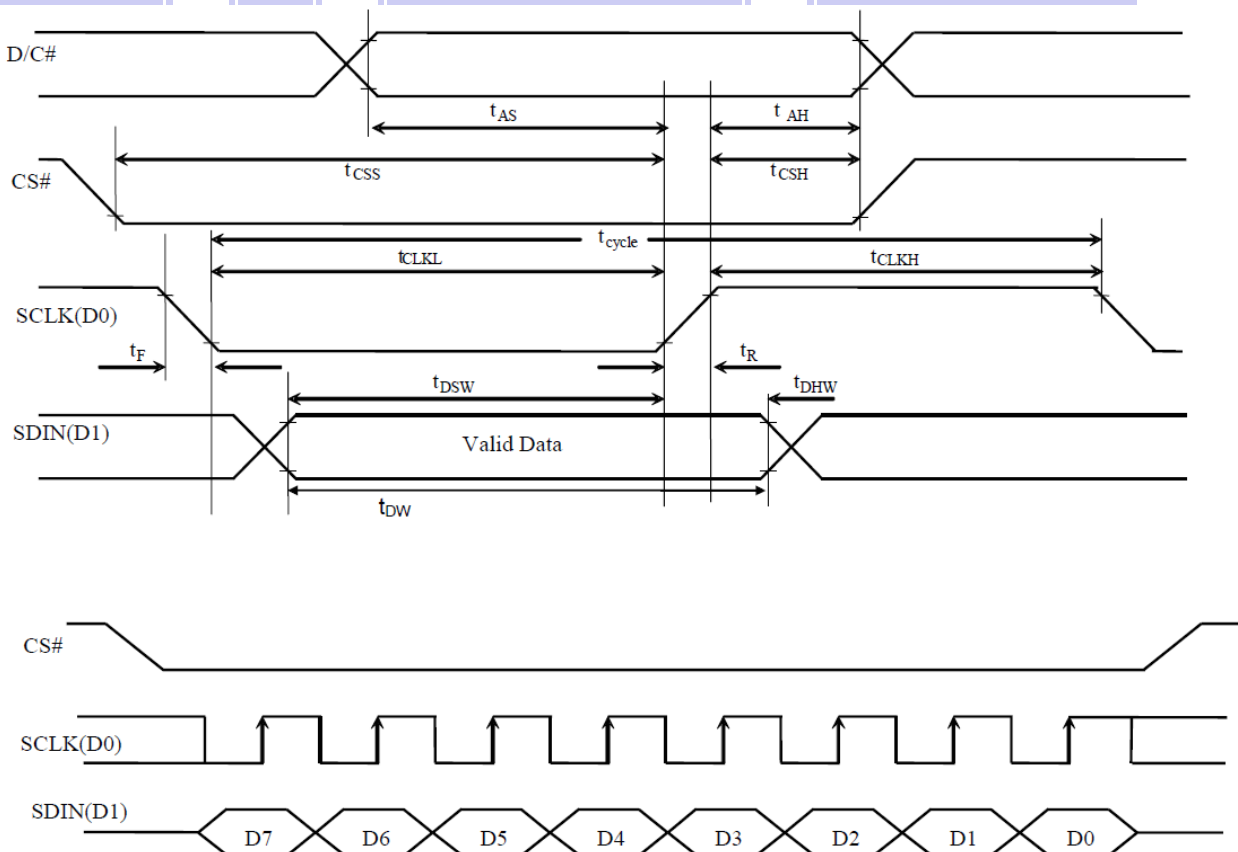 D/C#
tAS
t AH
CS#
tCSS
tCSH
tcycle
tCLKL
tCLKH
SCLK(D0)
tF
tR
tDSW
tDHW
SDIN(D1)
Valid Data
tDW
CS#
SCLK(D0)
SDIN(D1)
D7 D6 D5 D4 D3 D2 D1 D0